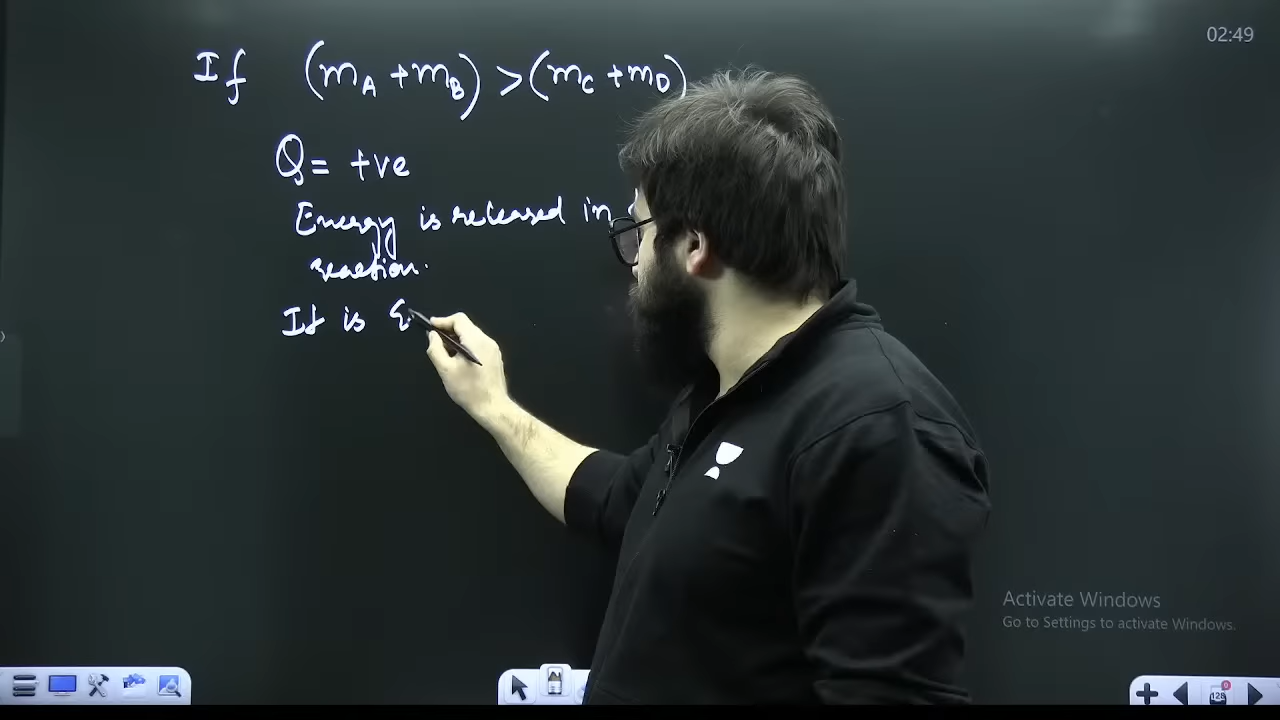 02:49
If (mA + mB) > (mC + mD)
Q = +ve
Energy is released in
reaction.
It is
128
Activate Windows
Go to Settings to activate Windows.